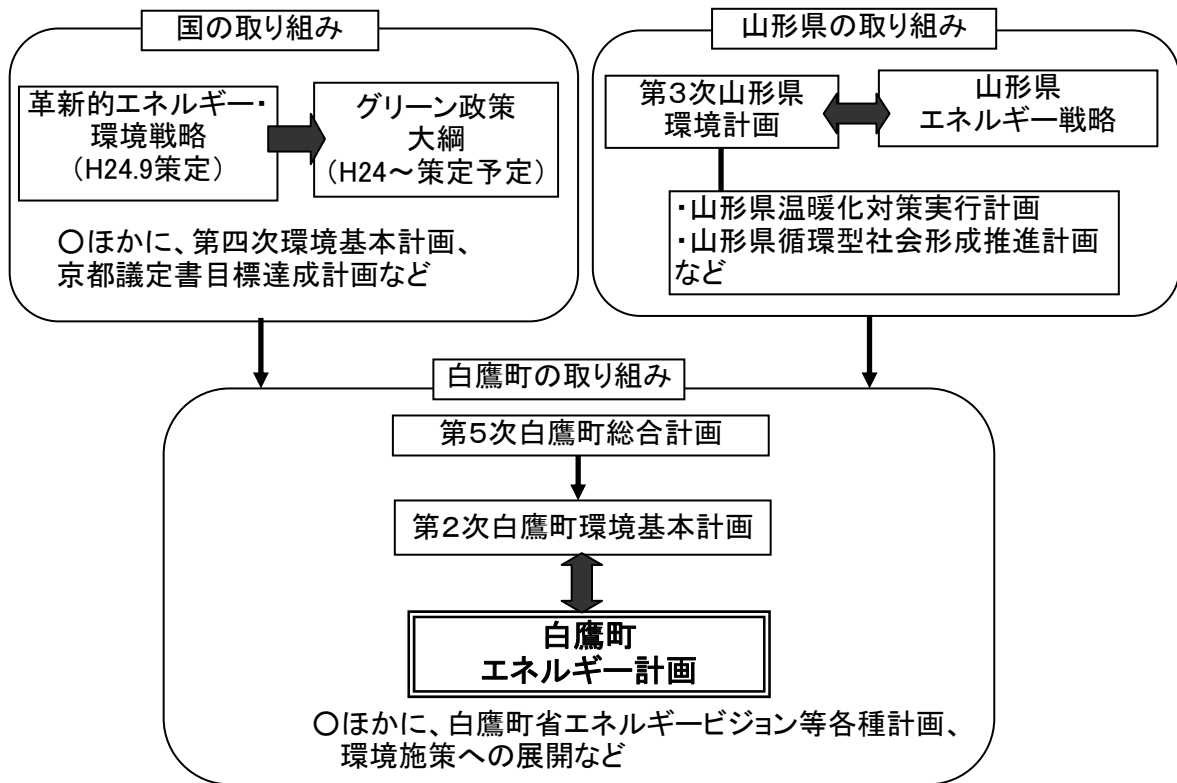 国の取り組み
革新的エネルギー・
環境戦略
（H24.9策定）
グリーン政策
大綱
（H24～策定予定）
○ほかに、第四次環境基本計画、
京都議定書目標達成計画など
山形県の取り組み
第３次山形県
環境計画
山形県
エネルギー戦略
・山形県温暖化対策実行計画
・山形県循環型社会形成推進計画
など
白鷹町の取り組み
第５次白鷹町総合計画
第２次白鷹町環境基本計画
白鷹町
エネルギー計画
○ほかに、白鷹町省エネルギービジョン等各種計画、
環境施策への展開など